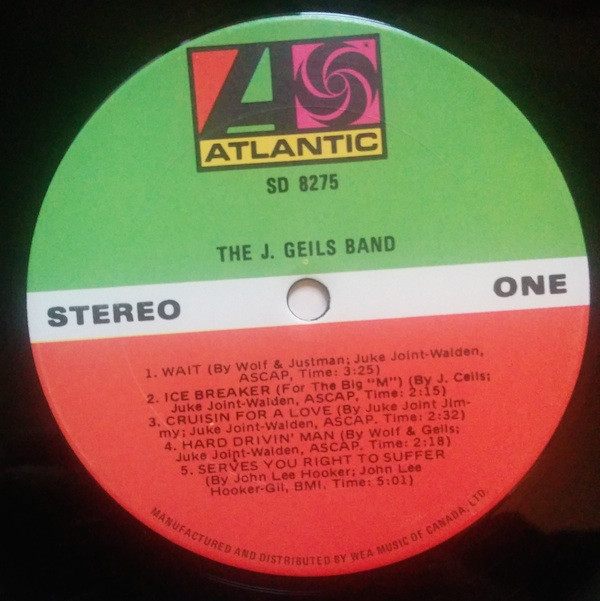 ATLANTIC
SD 8275
THE J. GEILS BAND
STEREO
ONE
1. WAIT (By Wolf & Justman; Juke Joint-Walden,
ASCAP, Time: 3:25)
2. ICE BREAKER (For The Big "M") (By J. Ceils;
Juke Joint-Walden, ASCAP, Time: 2:15)
3. CRUISIN FOR A LOVE (By Juke Joint Jim-
my; Juke Joint-Walden, ASCAP. Time: 2:32)
4. HARD DRIVIN' MAN (By Wolf & Geils;
Juke Joint-Walden, ASCAP. Time: 2:18)
5. SERVES YOU RIGHT TO SUFFER
(By John Lee Hooker; John Lee
Hooker-Gil, BMI. Time: 5:01)
MANUFACTURED AND DISTRIBUTED BY WEA MUSIC OF CANADA, LTD.